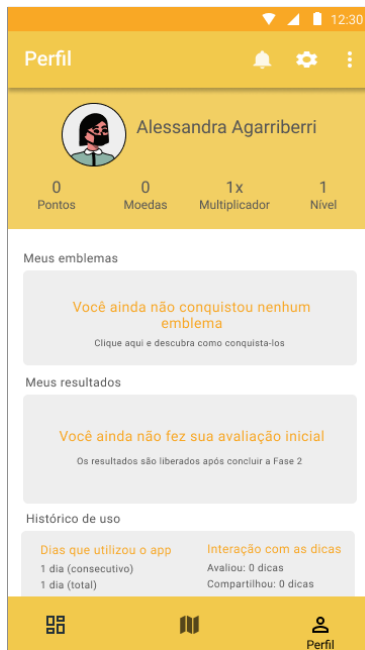 12:30
Perfil
Alessandra Agarriberri
0 0 1x 1
Pontos Moedas Multiplicador Nível
Meus emblemas
Você ainda não conquistou nenhum
emblema
Clique aqui e descubra como conquista-los
Meus resultados
Você ainda não fez sua avaliação inicial
Os resultados são liberados após concluir a Fase 2
Histórico de uso
Dias que utilizou o app
1 dia (consecutivo)
1 dia (total)
Interação com as dicas
Avaliou: 0 dicas
Compartilhou: 0 dicas
Perfil